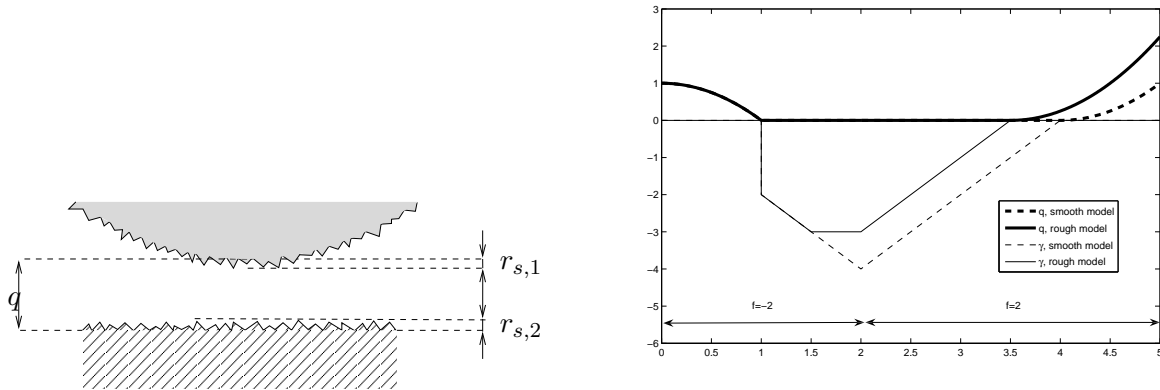 q
r_{s,1}
r_{s,2}
3
2
1
0
−1
−2
−3
−4
−5
−6
0
0.5
1
1.5
2
2.5
3
3.5
4
4.5
5
q, smooth model
q, rough model
γ, smooth model
γ, rough model
f=−2
f=2